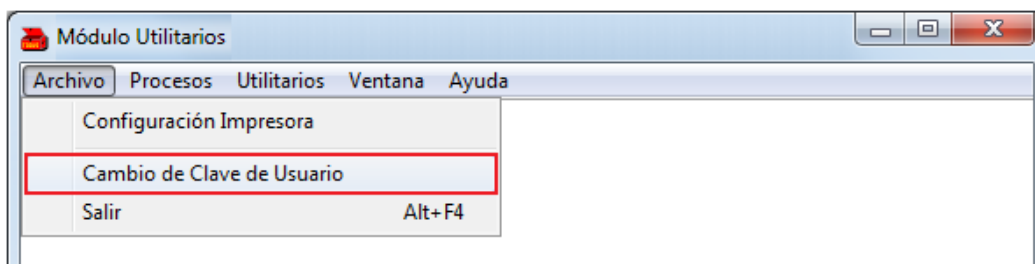 Módulo Utilitarios
Archivo Procesos Utilitarios Ventana Ayuda
Configuración Impresora
Cambio de Clave de Usuario
Salir Alt+F4